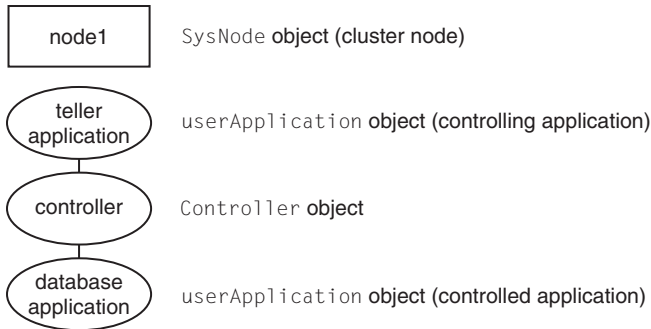 node1 SysNode object (cluster node)
teller
application
userApplication object (controlling application)
controller Controller object
database
application
userApplication object (controlled application)